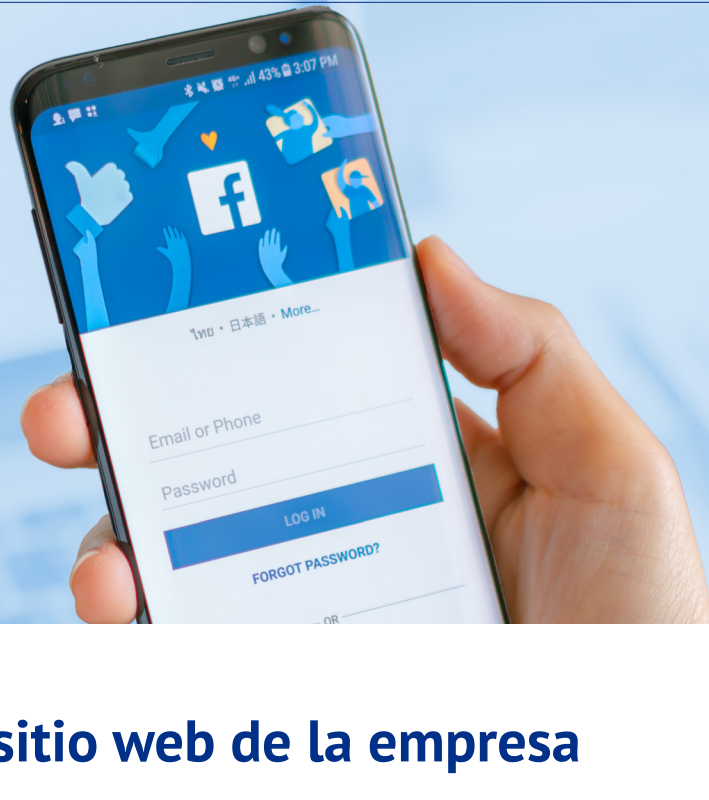 43% 3:07 PM
ไทย • 日本語 • More...
Email or Phone
Password
LOG IN
FORGOT PASSWORD?
OR
sitio web de la empresa